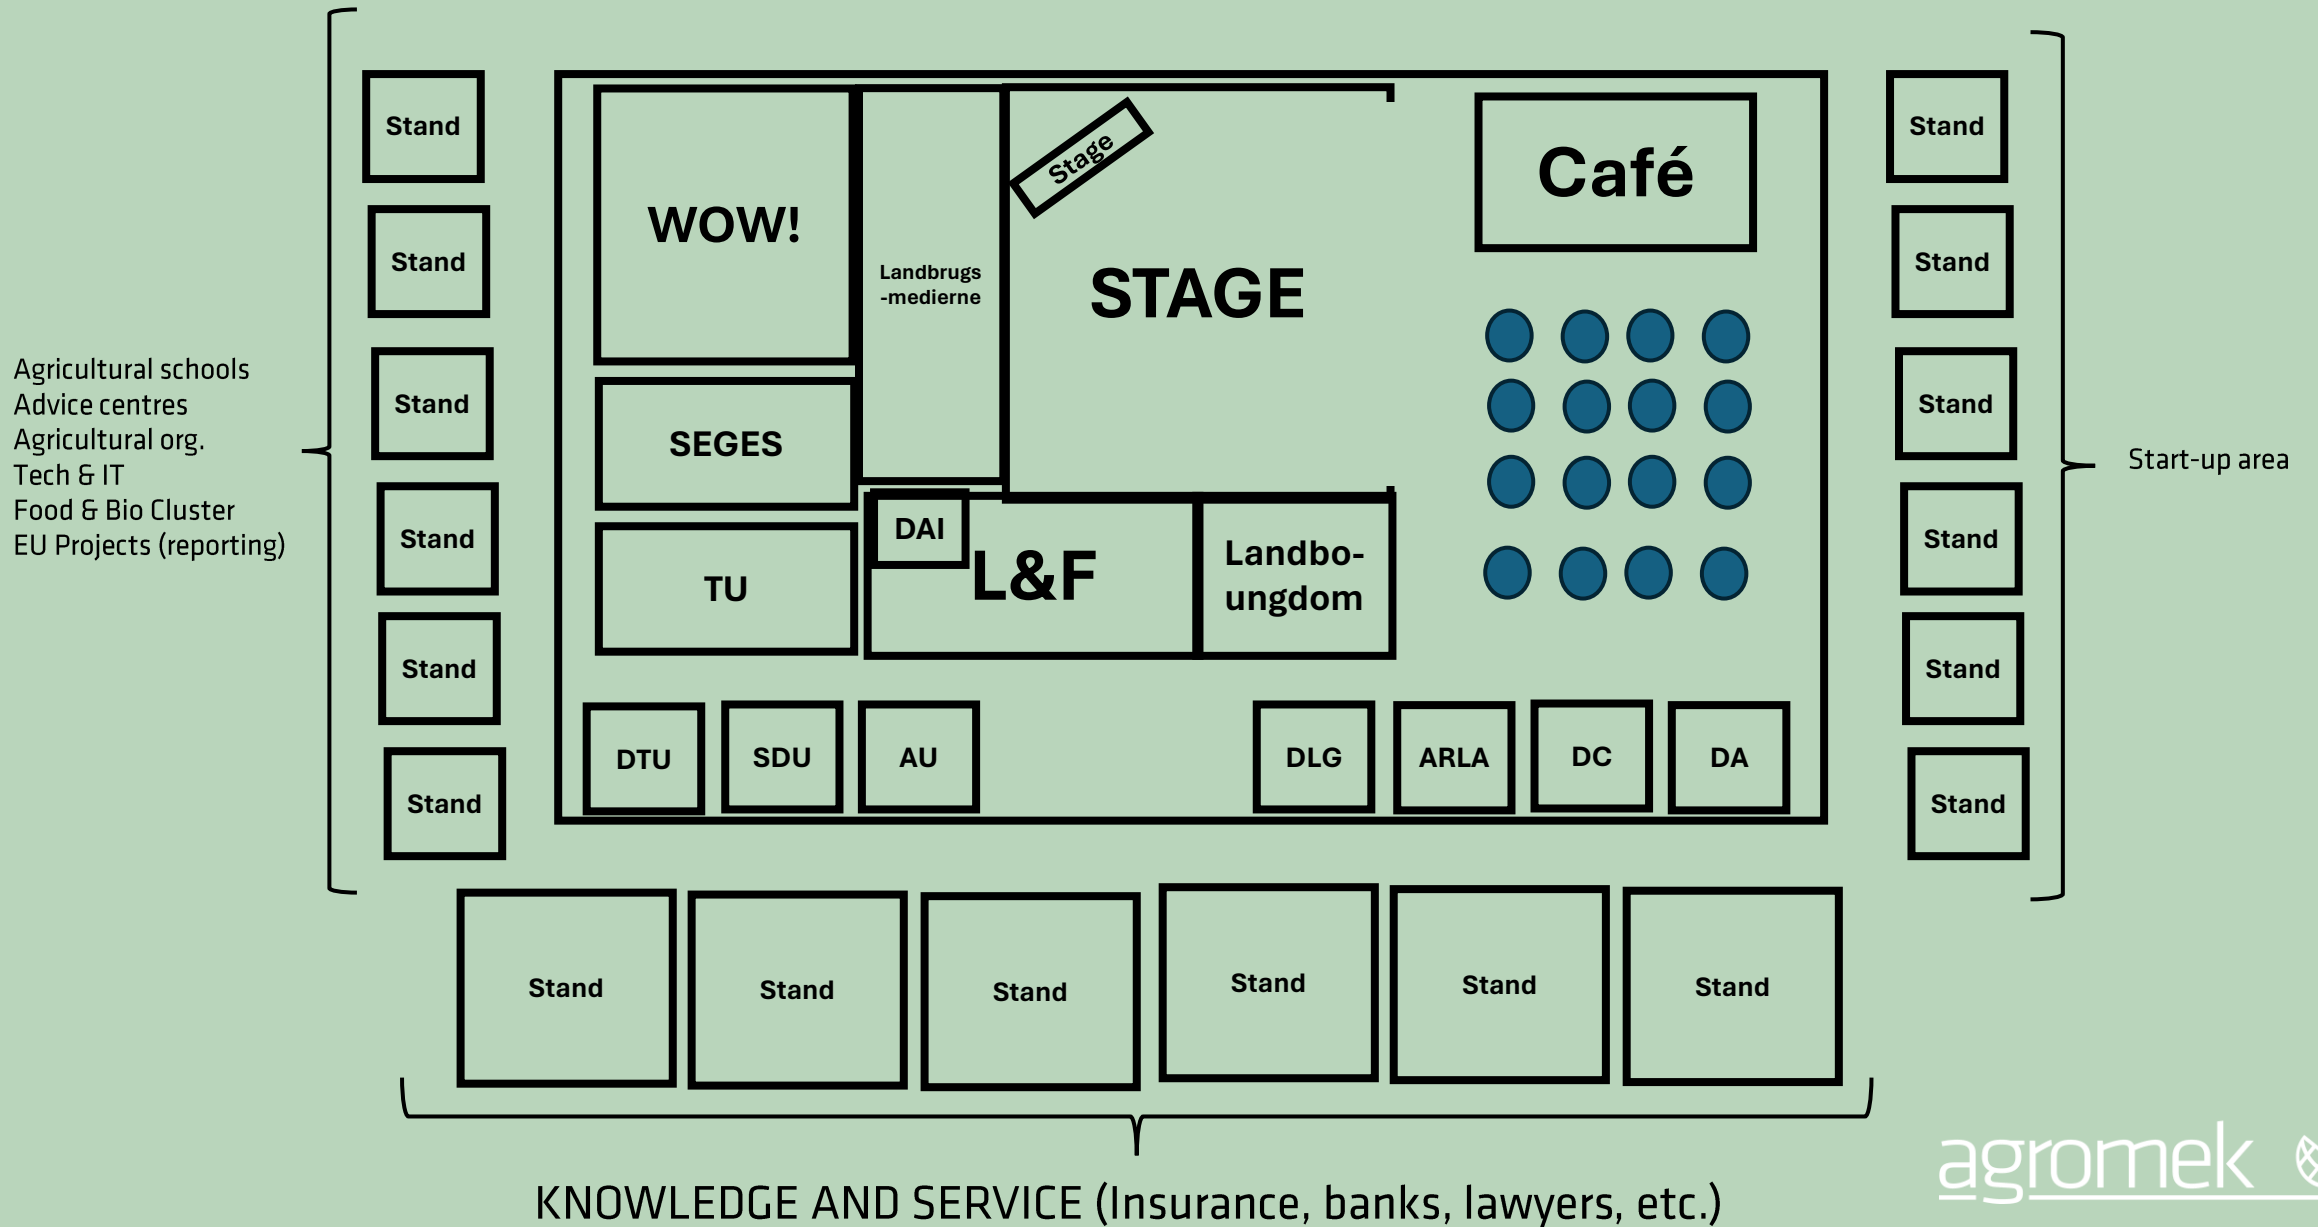 Agricultural schools
Advice centres
Agricultural org.
Tech & IT
Food & Bio Cluster
EU Projects (reporting)
Stand
Stand
Stand
Stand
Stand
Stand
WOW!
Landbrugs
-medierne
Stage
STAGE
Café
SEGES
TU
DAI
L&F
Landbo-
ungdom
DTU
SDU
AU
DLG
ARLA
DC
DA
Stand
Stand
Stand
Stand
Stand
Stand
Start-up area
Stand
Stand
Stand
Stand
Stand
Stand
KNOWLEDGE AND SERVICE (Insurance, banks, lawyers, etc.)
agromek